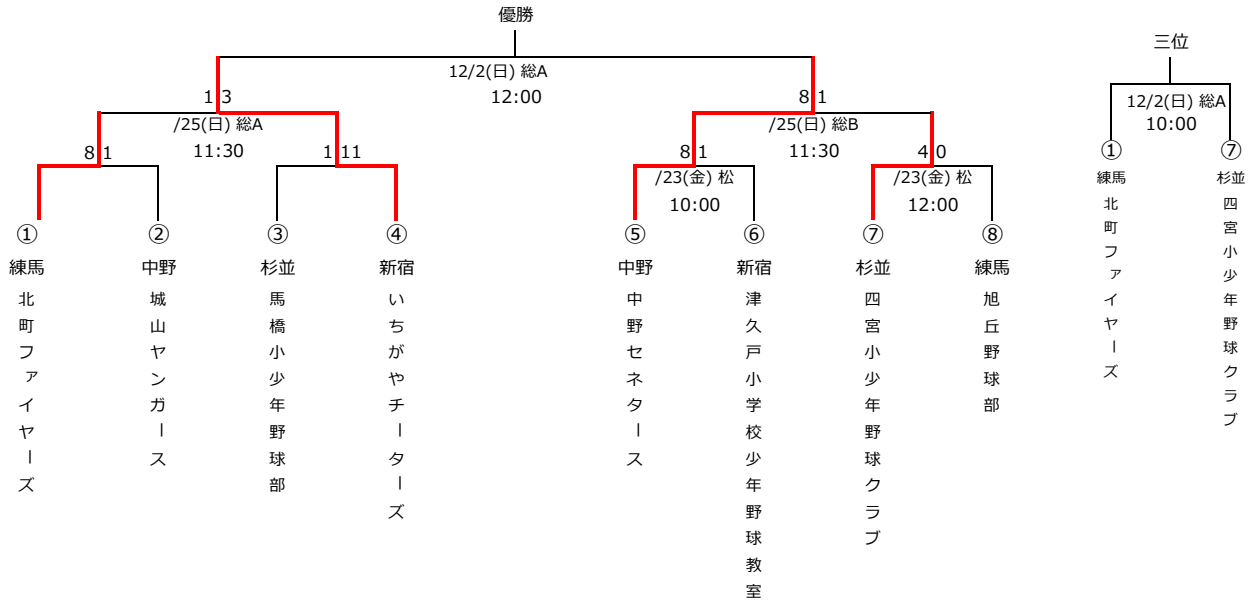 優勝
三位
12/2(日) 総A
12:00
12/2(日) 総A
10:00
1 3
8 1
/25(日) 総A
11:30
/25(日) 総B
11:30
8 1
1 11
8 1
4 0
/23(金) 松
10:00
/23(金) 松
12:00
①
練馬
北町ファイヤーズ
②
中野
城山ヤンガース
③
杉並
馬橋小少年野球部
④
新宿
いちがやチーターズ
⑤
中野
中野セネタース
⑥
新宿
津久戸小学校少年野球教室
⑦
杉並
四宮小少年野球クラブ
⑧
練馬
旭丘野球部
①
練馬
北町ファイヤーズ
⑦
杉並
四宮小少年野球クラブ